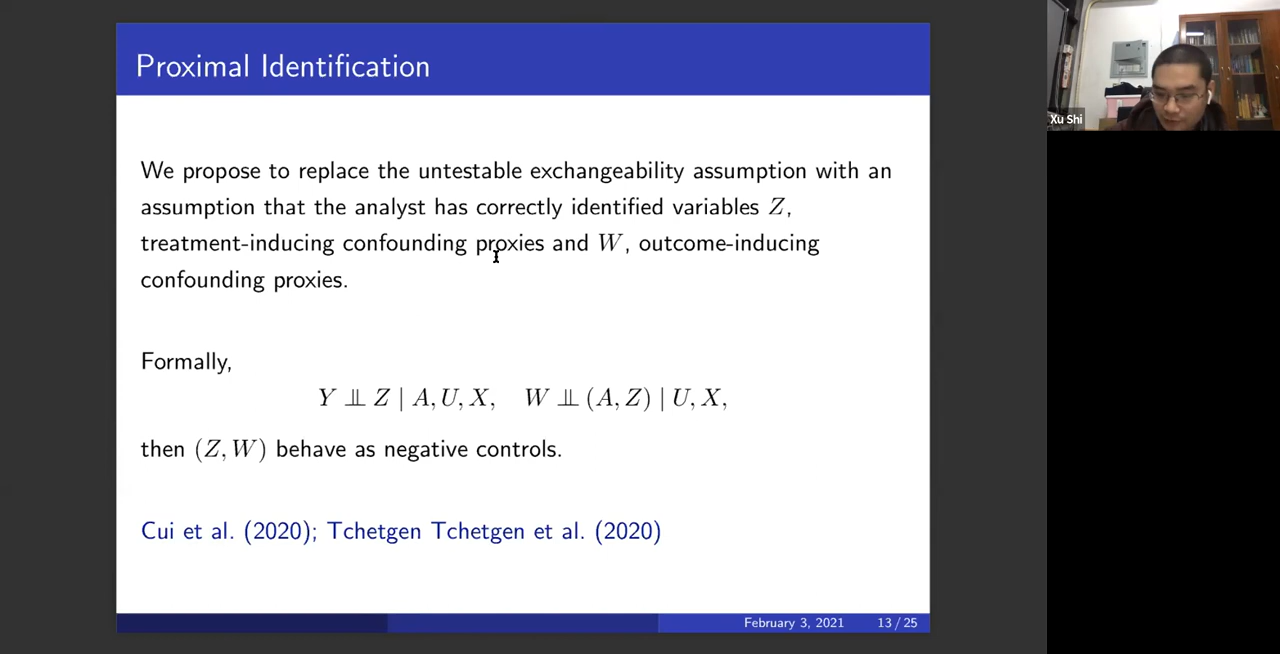 Proximal Identification
We propose to replace the untestable exchangeability assumption with an
assumption that the analyst has correctly identified variables Z,
treatment-inducing confounding proxies and W, outcome-inducing
confounding proxies.
Formally,
Y ⫫ Z | A, U, X, W ⫫ (A, Z) | U, X,
then (Z, W) behave as negative controls.
Cui et al. (2020); Tchetgen Tchetgen et al. (2020)
February 3, 2021 13 / 25
Xu Shi